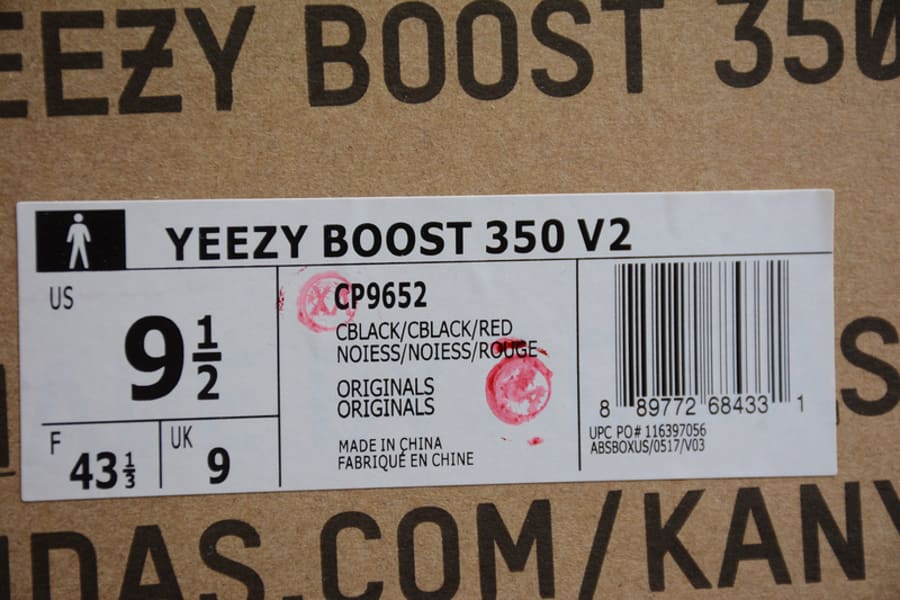 EEZY BOOST 350
YEEZY BOOST 350 V2
US
9 1/2
F
43 1/3
UK
9
CP9652
CBLACK/CBLACK/RED
NOIESS/NOIESS/ROUGE
ORIGINALS
ORIGINALS
MADE IN CHINA
FABRIQUÉ EN CHINE
8 89772 68433 1
UPC PO# 116397056
ABSBOXUS/0517/V03
AS
IDAS.COM/KANY